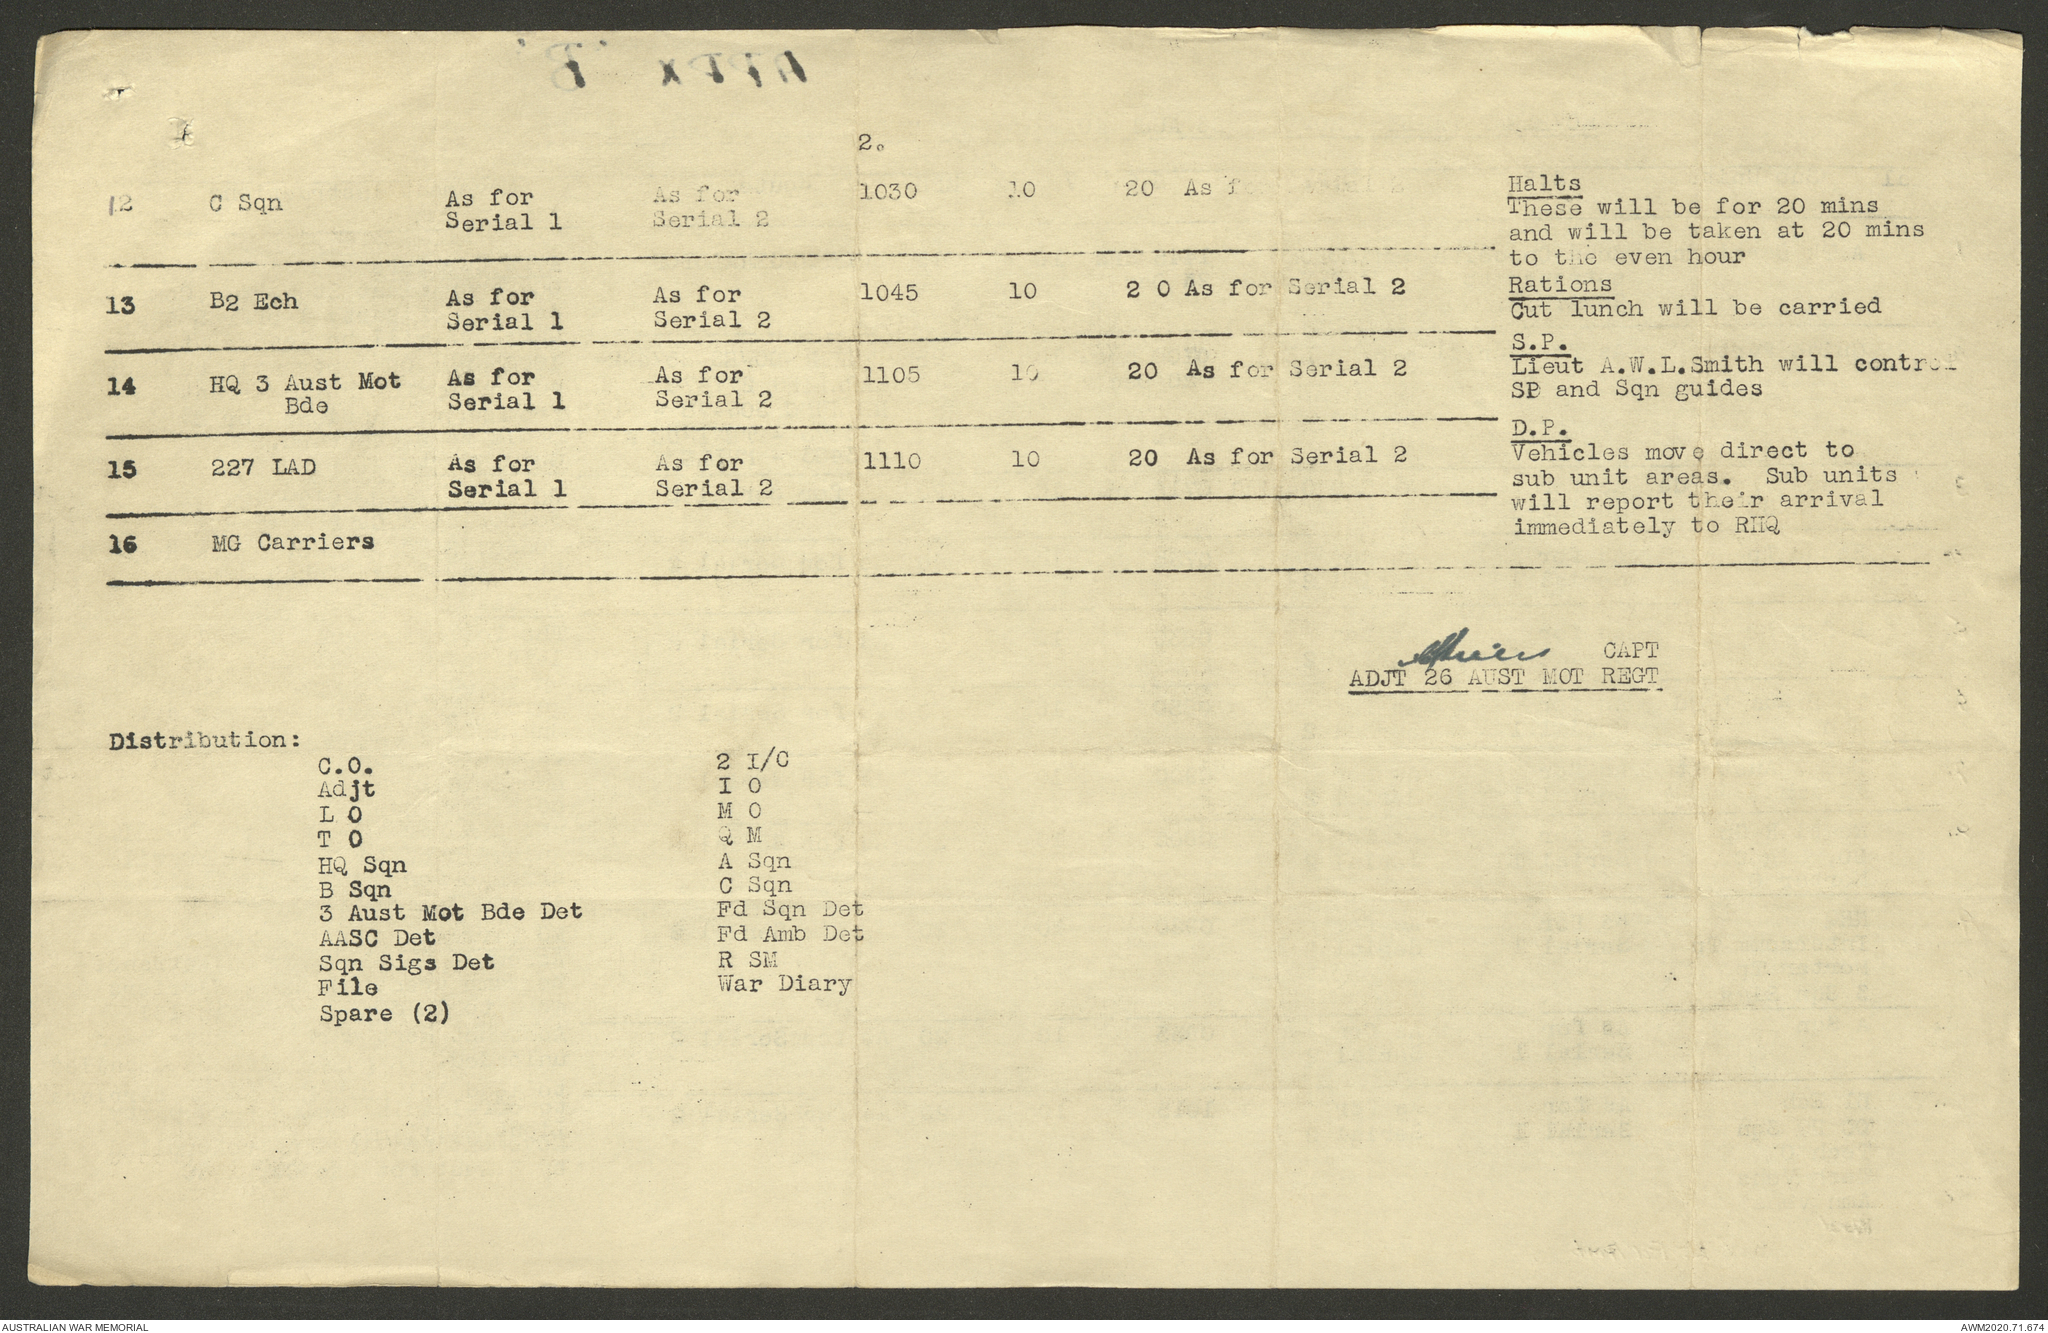 2.
12 C Sqn As for Serial 1 As for Serial 2 1030 10 20 As f 2
13 B2 Ech As for Serial 1 As for Serial 2 1045 10 2 0 As for Serial 2
14 HQ 3 Aust Mot Bde As for Serial 1 As for Serial 2 1105 10 20 As for Serial 2
15 227 LAD As for Serial 1 As for Serial 2 1110 10 20 As for Serial 2
16 MG Carriers
Halts
These will be for 20 mins
and will be taken at 20 mins
to the even hour
Rations
Cut lunch will be carried
S.P.
Lieut A.W.L.Smith will control
SP and Sqn guides
D.P.
Vehicles move direct to
sub unit areas. Sub units
will report their arrival
immediately to RHQ
CAPT
ADJT 26 AUST MOT REGT
Distribution:
C.O. 2 I/C
Adjt I O
L O M O
T O Q M
HQ Sqn A Sqn
B Sqn C Sqn
3 Aust Mot Bde Det Fd Sqn Det
AASC Det Fd Amb Det
Sqn Sigs Det R SM
File War Diary
Spare (2)
AUSTRALIAN WAR MEMORIAL AWM2020.71.674